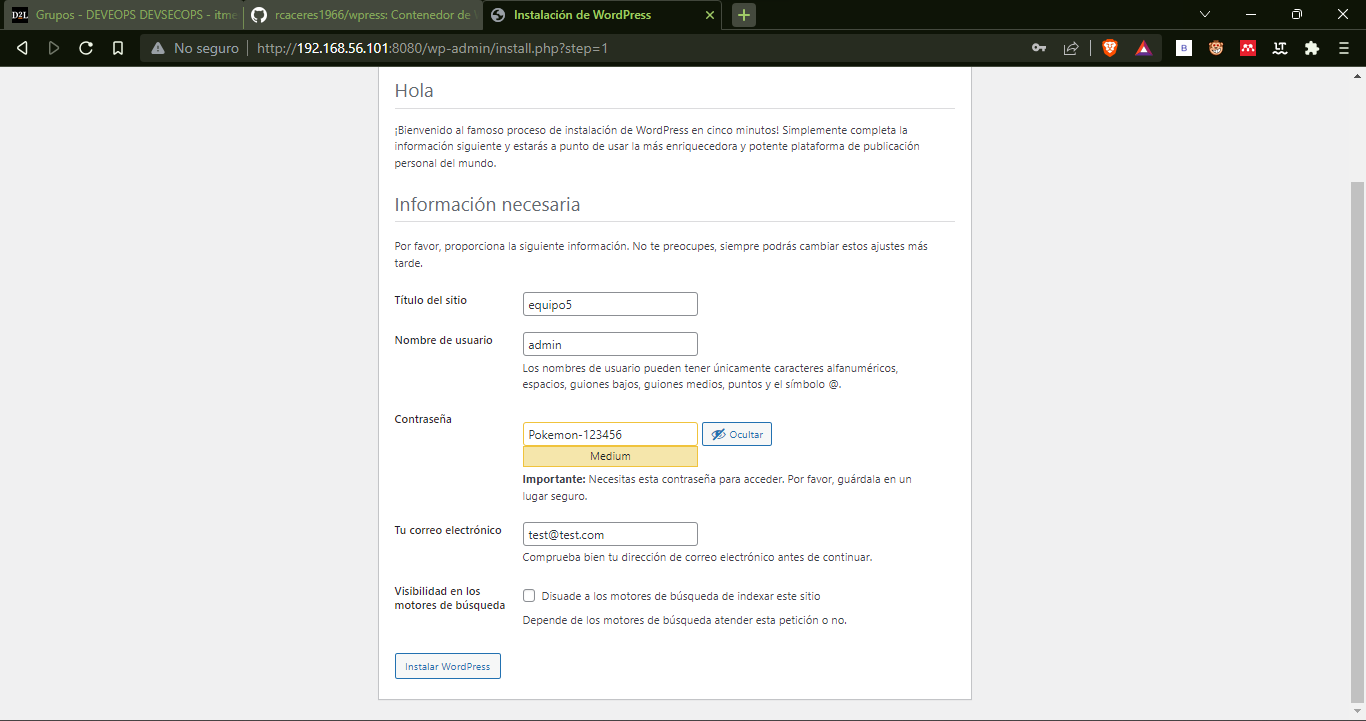 D2L Grupos - DEVEOPS DEVSECOPS - itme
rcaceres1966/wpress: Contenedor de
Instalación de WordPress
No seguro
http://192.168.56.101:8080/wp-admin/install.php?step=1
Hola
¡Bienvenido al famoso proceso de instalación de WordPress en cinco minutos! Simplemente completa la
información siguiente y estarás a punto de usar la más enriquecedora y potente plataforma de publicación
personal del mundo.
Información necesaria
Por favor, proporciona la siguiente información. No te preocupes, siempre podrás cambiar estos ajustes más
tarde.
Título del sitio
equipo5
Nombre de usuario
admin
Los nombres de usuario pueden tener únicamente caracteres alfanuméricos,
espacios, guiones bajos, guiones medios, puntos y el símbolo @.
Contraseña
Pokemon-123456
Ocultar
Medium
Importante: Necesitas esta contraseña para acceder. Por favor, guárdala en un
lugar seguro.
Tu correo electrónico
test@test.com
Comprueba bien tu dirección de correo electrónico antes de continuar.
Visibilidad en los
motores de búsqueda
Disuade a los motores de búsqueda de indexar este sitio
Depende de los motores de búsqueda atender esta petición o no.
Instalar WordPress